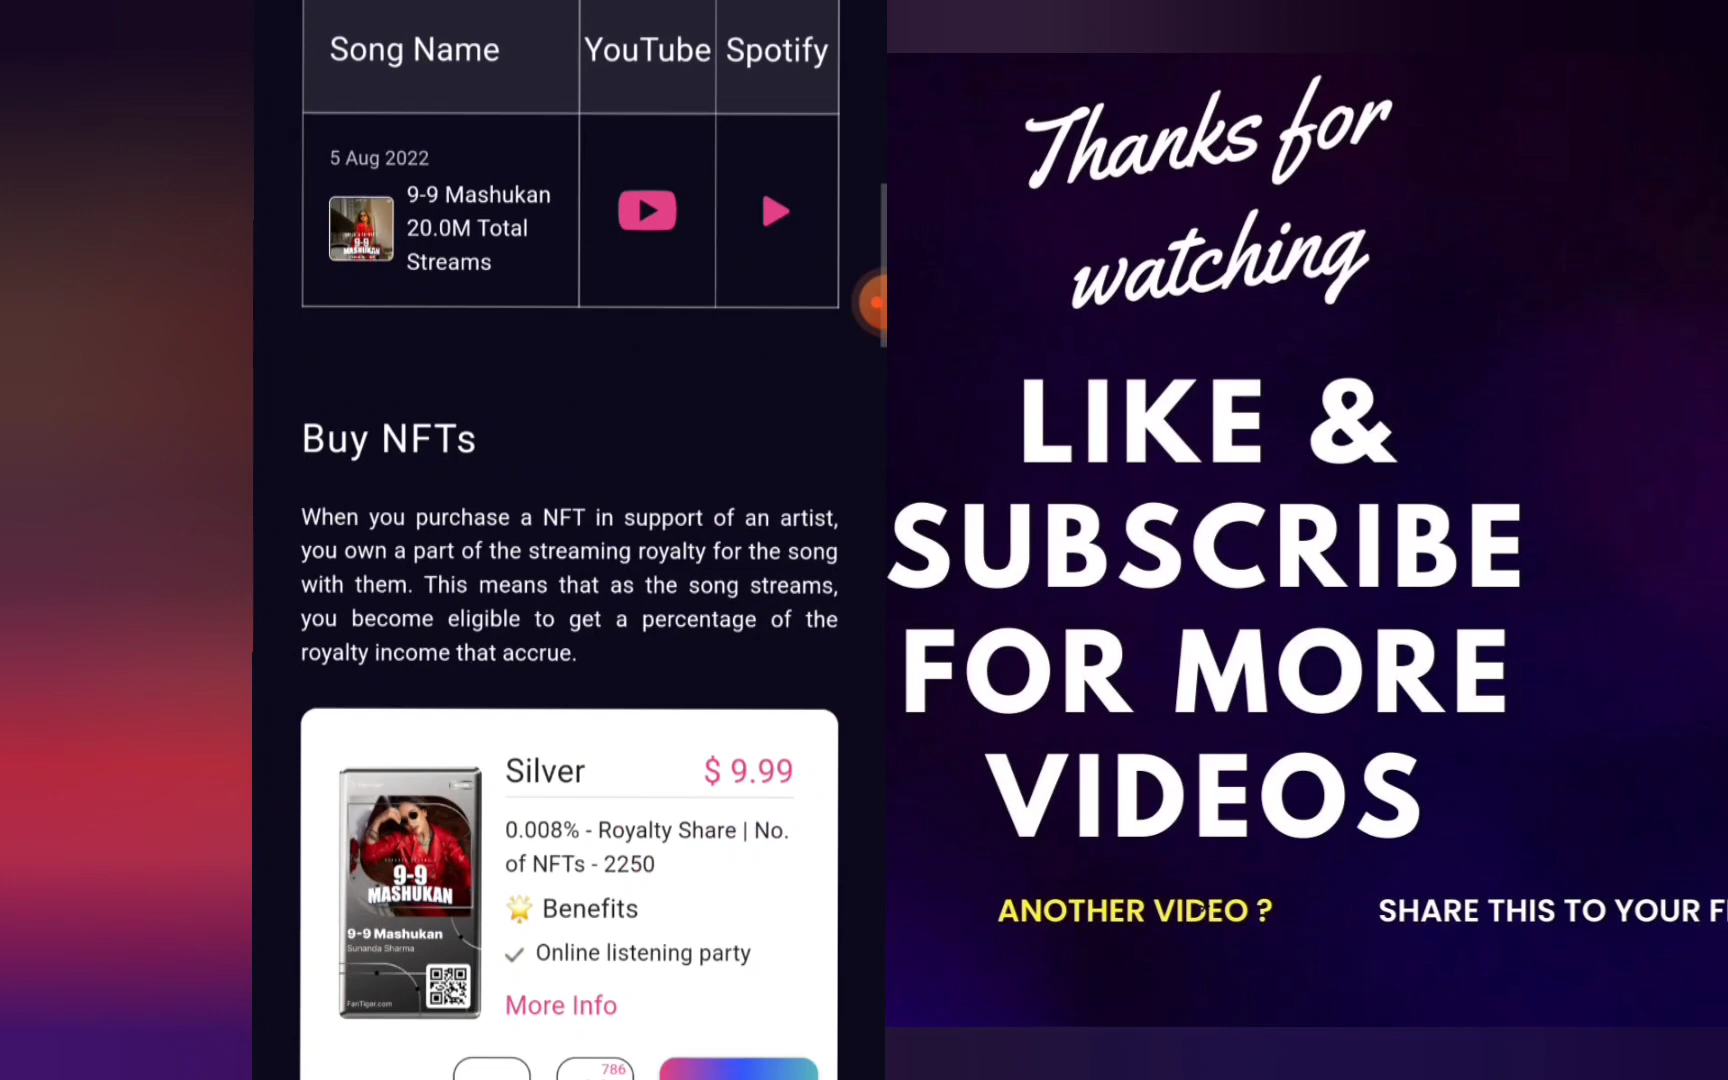 Song Name
YouTube
Spotify
5 Aug 2022
9-9 Mashukan
20.0M Total
Streams
9-9
MASHUKAN
Buy NFTs
When you purchase a NFT in support of an artist,
you own a part of the streaming royalty for the song
with them. This means that as the song streams,
you become eligible to get a percentage of the
royalty income that accrue.
Silver
$ 9.99
0.008% - Royalty Share | No.
of NFTs - 2250
Benefits
Online listening party
More Info
786
9-9
MASHUKAN
9-9 Mashukan
Sunanda Sharma
FanTiger.com
Thanks for
watching
LIKE &
SUBSCRIBE
FOR MORE
VIDEOS
ANOTHER VIDEO ?
SHARE THIS TO YOUR F